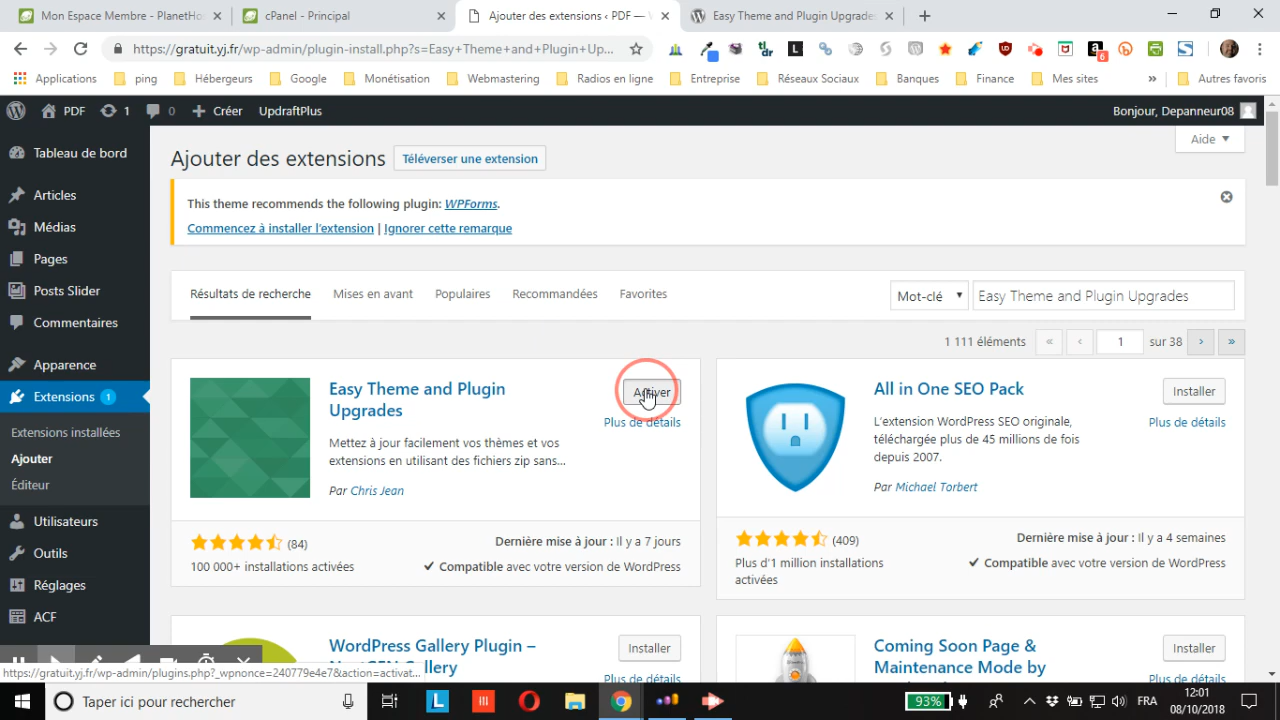 Mon Espace Membre - PlanetHo
cPanel - Principal
Ajouter des extensions ‹ PDF —
Easy Theme and Plugin Upgrades
https://gratuit.yj.fr/wp-admin/plugin-install.php?s=Easy+Theme+and+Plugin+Up...
Applications
ping
Hébergeurs
Google
Monétisation
Webmastering
Radios en ligne
Entreprise
Réseaux Sociaux
Banques
Finance
Mes sites
»
Autres favoris
PDF
1
0
Créer
UpdraftPlus
Bonjour, Depanneur08
Tableau de bord
Articles
Médias
Pages
Posts Slider
Commentaires
Apparence
Extensions 1
Extensions installées
Ajouter
Éditeur
Utilisateurs
Outils
Réglages
ACF
Aide
Ajouter des extensions
Téléverser une extension
This theme recommends the following plugin: WPForms.
Commencez à installer l'extension | Ignorer cette remarque
Résultats de recherche
Mises en avant
Populaires
Recommandées
Favorites
Mot-clé
Easy Theme and Plugin Upgrades
1 111 éléments « ‹ 1 sur 38 › »
Easy Theme and Plugin
Upgrades
Activer
Plus de détails
Mettez à jour facilement vos thèmes et vos
extensions en utilisant des fichiers zip sans...
Par Chris Jean
(84)
100 000+ installations activées
Dernière mise à jour : Il y a 7 jours
Compatible avec votre version de WordPress
All in One SEO Pack
Installer
Plus de détails
L'extension WordPress SEO originale,
téléchargée plus de 45 millions de fois
depuis 2007.
Par Michael Torbert
(409)
Plus d'1 million installations
activées
Dernière mise à jour : Il y a 4 semaines
Compatible avec votre version de WordPress
WordPress Gallery Plugin –
NextGEN Gallery
Installer
Plus de détails
Coming Soon Page &
Maintenance Mode by
Installer
Plus de détails
https://gratuit.yj.fr/wp-admin/plugins.php?_wpnonce=240779e4e7&action=activat...
Taper ici pour rechercher
93%
FRA
12:01
08/10/2018